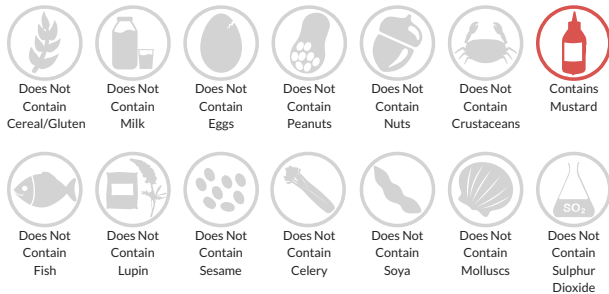 Does Not
Contain
Cereal/Gluten
Does Not
Contain
Milk
Does Not
Contain
Eggs
Does Not
Contain
Peanuts
Does Not
Contain
Nuts
Does Not
Contain
Crustaceans
Contains
Mustard
Does Not
Contain
Fish
Does Not
Contain
Lupin
Does Not
Contain
Sesame
Does Not
Contain
Celery
Does Not
Contain
Soya
Does Not
Contain
Molluscs
SO₂
Does Not
Contain
Sulphur
Dioxide